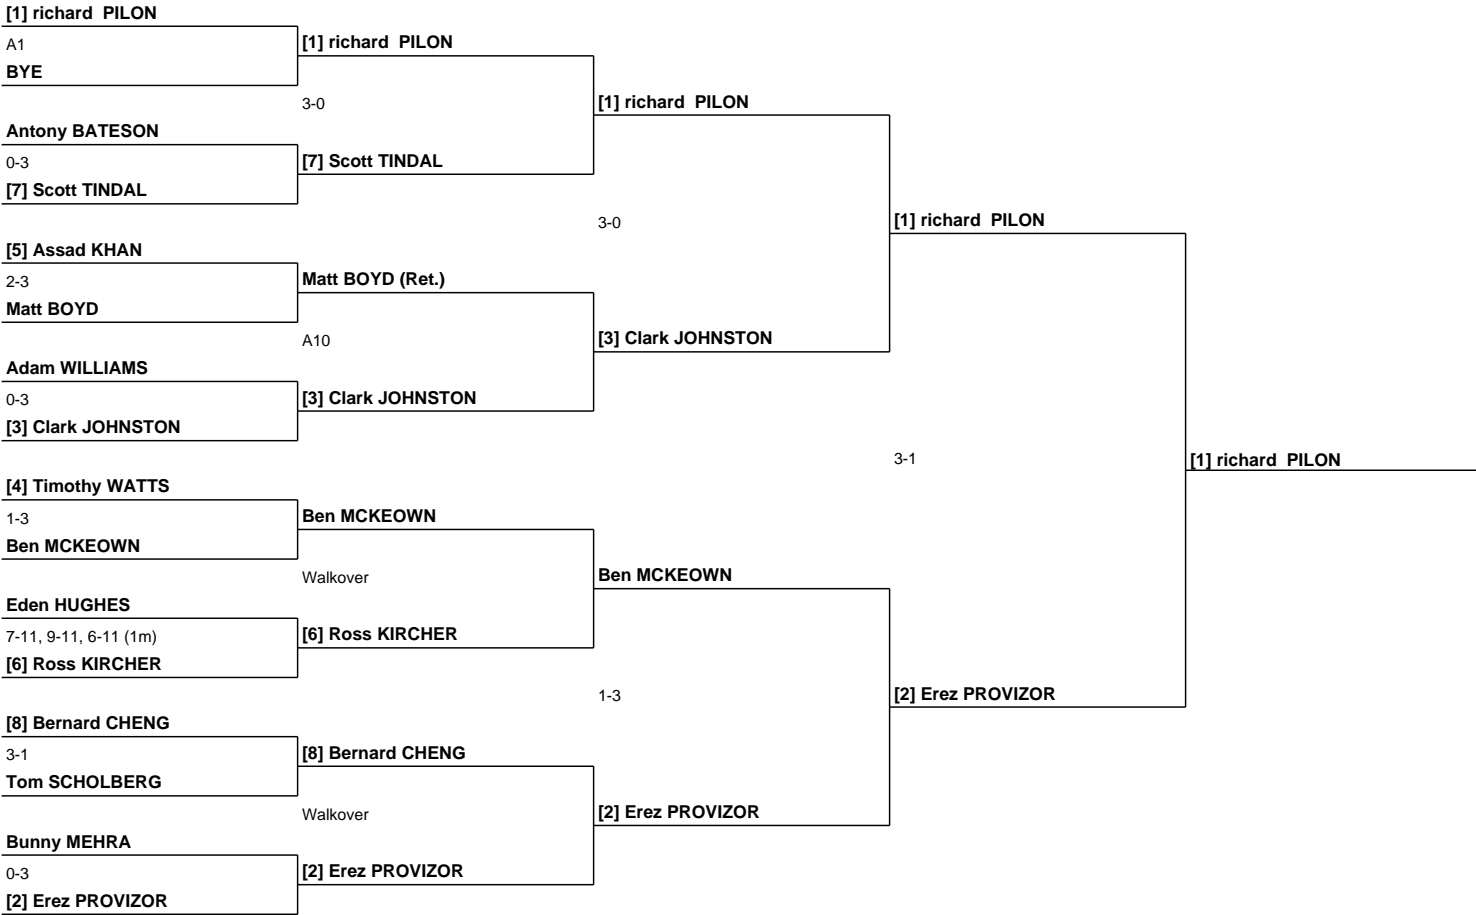 [1] richard  PILON
A1
BYE
Antony BATESON
0-3
[7] Scott TINDAL
[5] Assad KHAN
2-3
Matt BOYD
Adam WILLIAMS
0-3
[3] Clark JOHNSTON
[4] Timothy WATTS
1-3
Ben MCKEOWN
Eden HUGHES
7-11, 9-11, 6-11 (1m)
[6] Ross KIRCHER
[8] Bernard CHENG
3-1
Tom SCHOLBERG
Bunny MEHRA
0-3
[2] Erez PROVIZOR
[1] richard  PILON
3-0
[7] Scott TINDAL
Matt BOYD (Ret.)
A10
[3] Clark JOHNSTON
Ben MCKEOWN
Walkover
[6] Ross KIRCHER
[8] Bernard CHENG
Walkover
[2] Erez PROVIZOR
[1] richard  PILON
3-0
[3] Clark JOHNSTON
Ben MCKEOWN
1-3
[2] Erez PROVIZOR
[1] richard  PILON
3-1
[2] Erez PROVIZOR
[1] richard  PILON